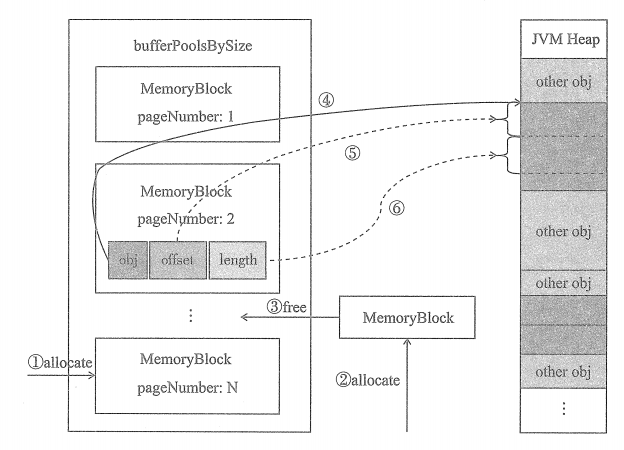 bufferPoolsBySize
MemoryBlock
pageNumber: 1
MemoryBlock
pageNumber: 2
obj
offset
length
⋮
MemoryBlock
pageNumber: N
①allocate
②allocate
③free
MemoryBlock
④
⑤
⑥
JVM Heap
other obj
other obj
other obj
other obj
⋮